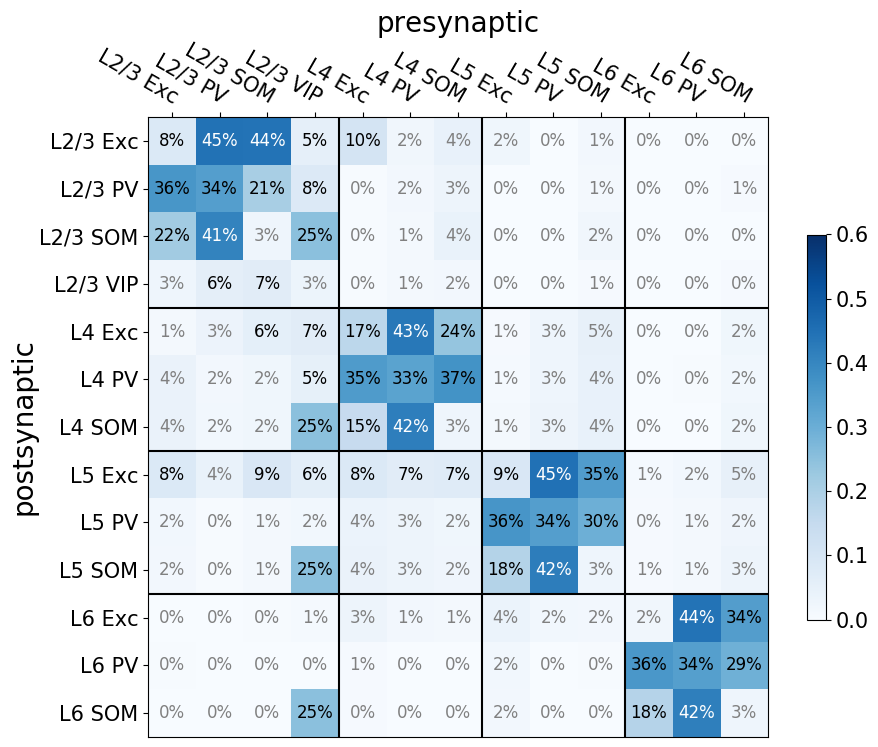 presynaptic
L2/3 Exc L2/3 PV L2/3 SOM L2/3 VIP L4 Exc L4 PV L4 SOM L5 Exc L5 PV L5 SOM L6 Exc L6 PV L6 SOM
postsynaptic
L2/3 Exc 8% 45% 44% 5% 10% 2% 4% 2% 0% 1% 0% 0% 0%
L2/3 PV 36% 34% 21% 8% 0% 2% 3% 0% 0% 1% 0% 0% 1%
L2/3 SOM 22% 41% 3% 25% 0% 1% 4% 0% 0% 2% 0% 0% 0%
L2/3 VIP 3% 6% 7% 3% 0% 1% 2% 0% 0% 1% 0% 0% 0%
L4 Exc 1% 3% 6% 7% 17% 43% 24% 1% 3% 5% 0% 0% 2%
L4 PV 4% 2% 2% 5% 35% 33% 37% 1% 3% 4% 0% 0% 2%
L4 SOM 4% 2% 2% 25% 15% 42% 3% 1% 3% 4% 0% 0% 2%
L5 Exc 8% 4% 9% 6% 8% 7% 7% 9% 45% 35% 1% 2% 5%
L5 PV 2% 0% 1% 2% 4% 3% 2% 36% 34% 30% 0% 1% 2%
L5 SOM 2% 0% 1% 25% 4% 3% 2% 18% 42% 3% 1% 1% 3%
L6 Exc 0% 0% 0% 1% 3% 1% 1% 4% 2% 2% 2% 44% 34%
L6 PV 0% 0% 0% 0% 1% 0% 0% 2% 0% 0% 36% 34% 29%
L6 SOM 0% 0% 0% 25% 0% 0% 0% 2% 0% 0% 18% 42% 3%
0.6
0.5
0.4
0.3
0.2
0.1
0.0